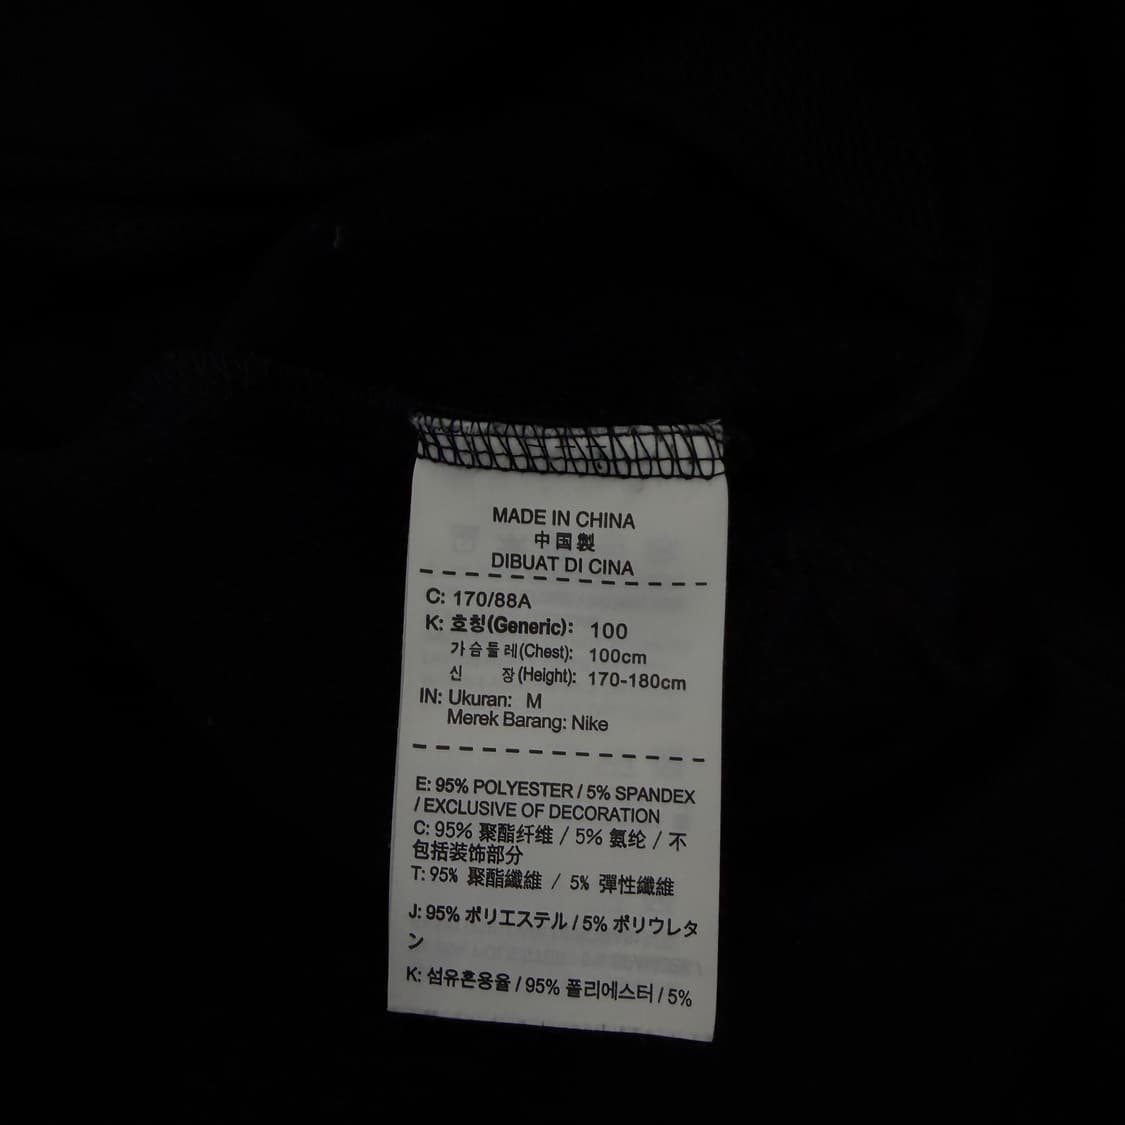 MADE IN CHINA
中国製
DIBUAT DI CINA
C: 170/88A
K: 호칭(Generic): 100
가슴둘레(Chest): 100cm
신 장(Height): 170-180cm
IN: Ukuran: M
Merek Barang: Nike
E: 95% POLYESTER / 5% SPANDEX
/ EXCLUSIVE OF DECORATION
C: 95% 聚酯纤维 / 5% 氨纶 / 不
包括装饰部分
T: 95% 聚酯纖維 / 5% 彈性纖維
J: 95% ポリエステル / 5% ポリウレタ
ン
K: 섬유혼용율 / 95% 폴리에스터 / 5%